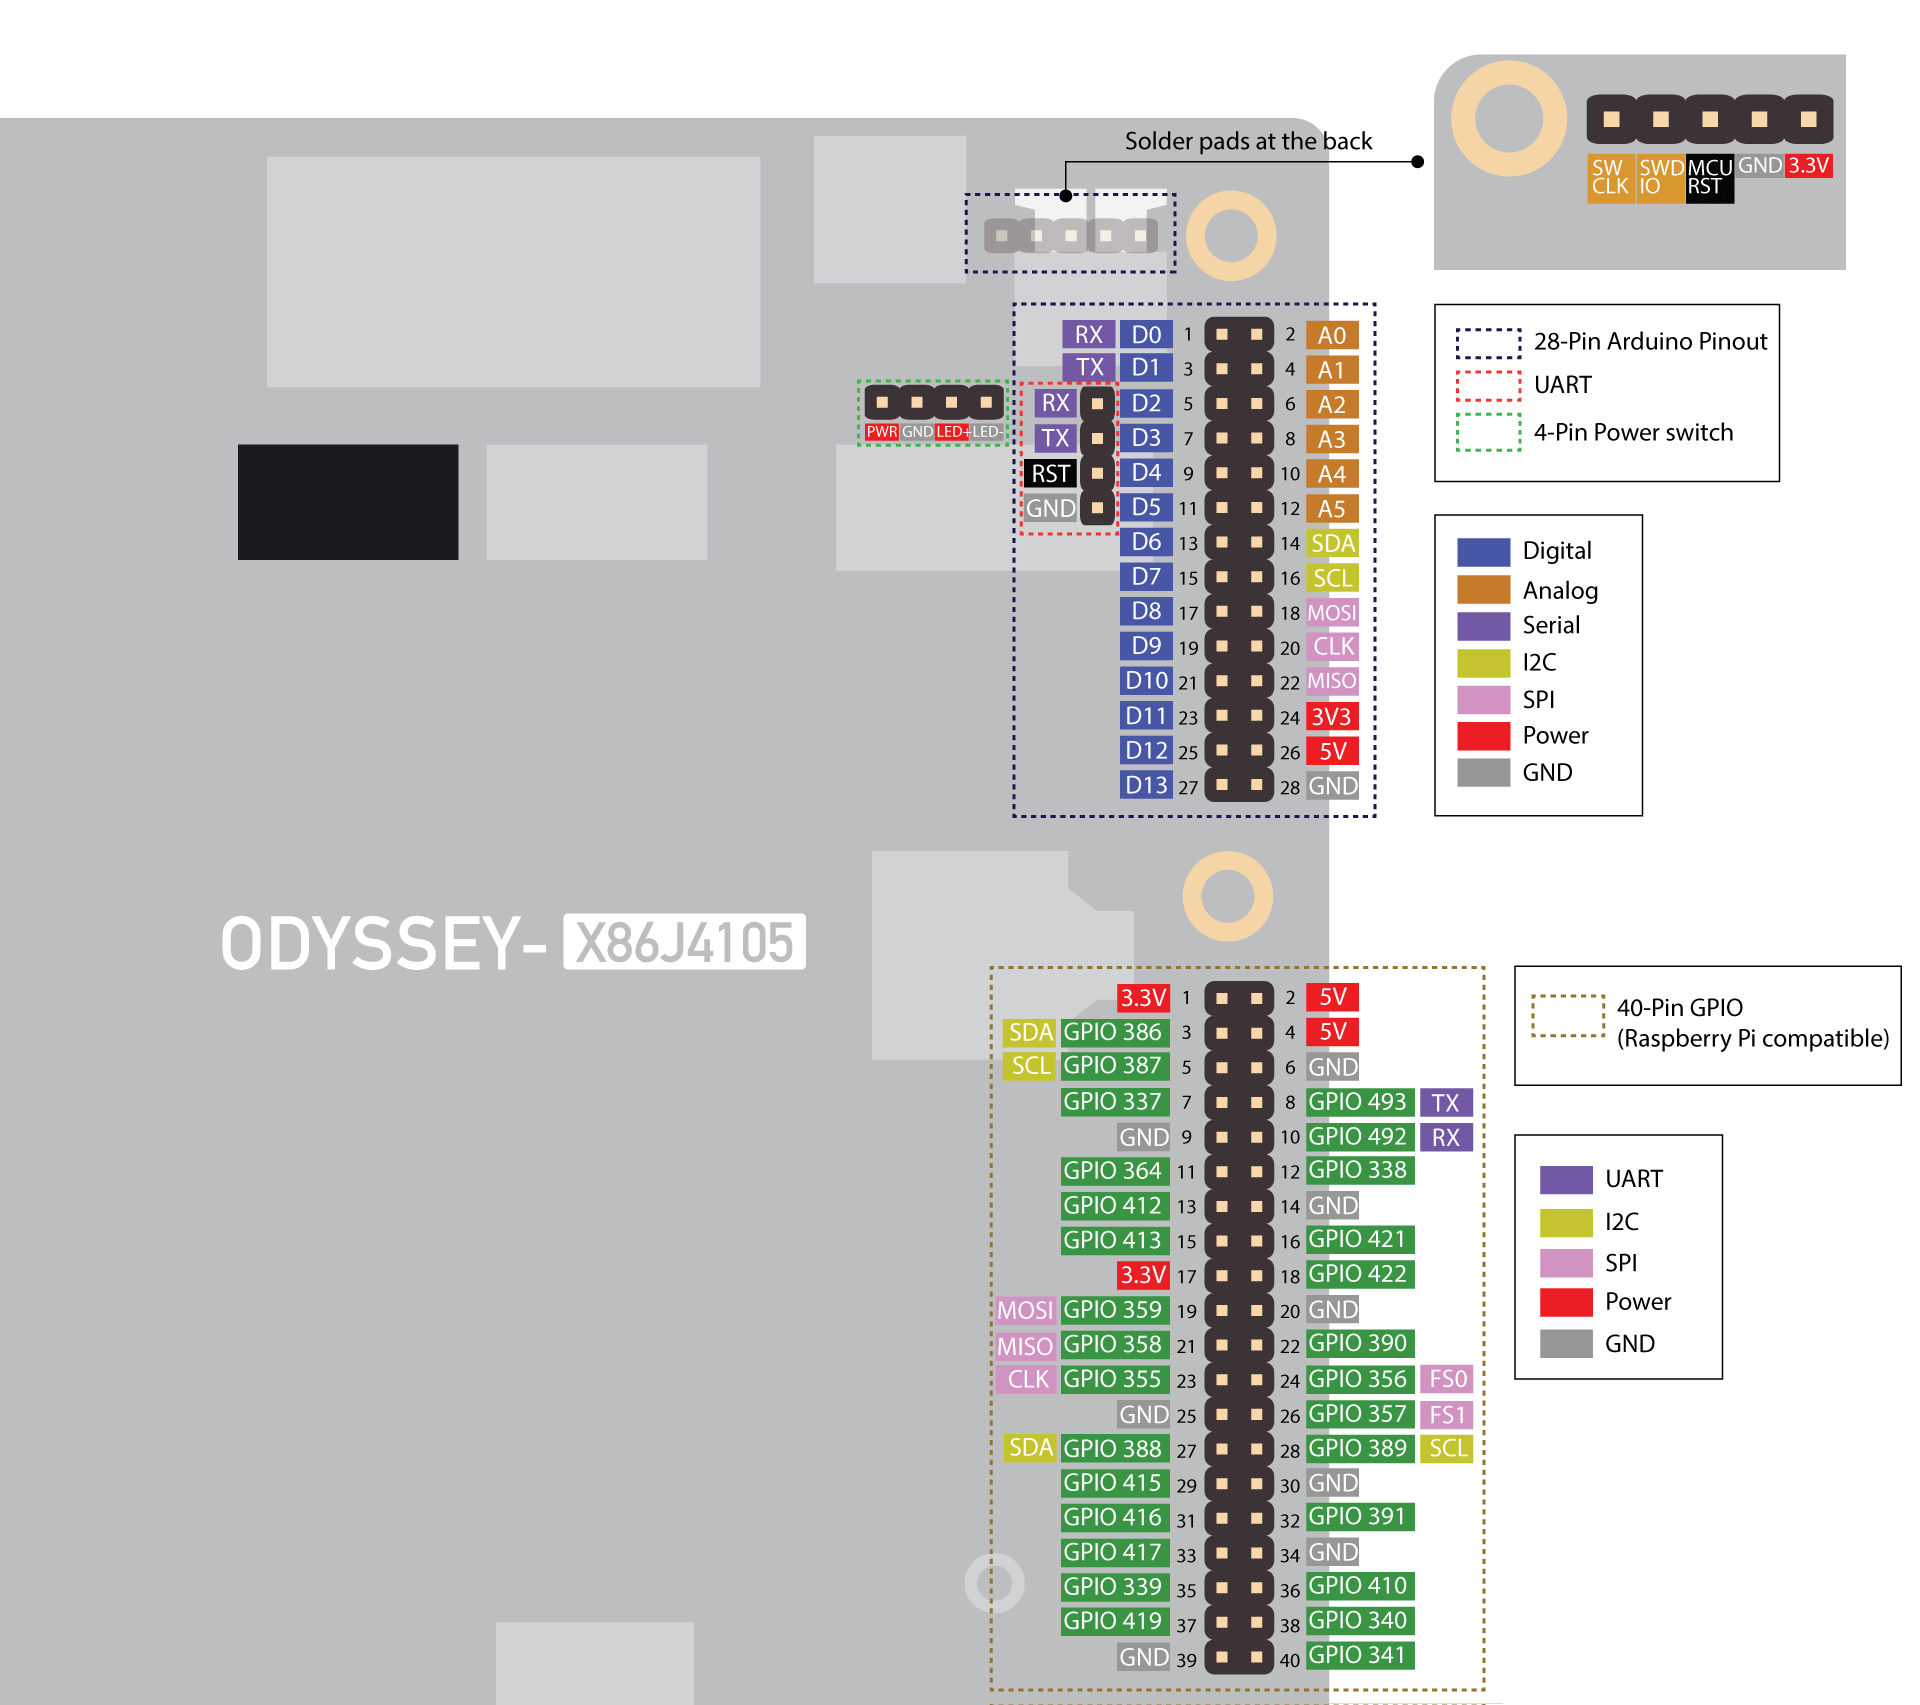 Solder pads at the back
SW CLK SWD IO MCU RST GND 3.3V
RX D0 1 2 A0
TX D1 3 4 A1
RX D2 5 6 A2
TX D3 7 8 A3
RST D4 9 10 A4
GND D5 11 12 A5
D6 13 14 SDA
D7 15 16 SCL
D8 17 18 MOSI
D9 19 20 CLK
D10 21 22 MISO
D11 23 24 3V3
D12 25 26 5V
D13 27 28 GND
PWR GND LED+ LED-
28-Pin Arduino Pinout
UART
4-Pin Power switch
Digital
Analog
Serial
I2C
SPI
Power
GND
ODYSSEY- X86J4105
3.3V 1 2 5V
SDA GPIO 386 3 4 5V
SCL GPIO 387 5 6 GND
GPIO 337 7 8 GPIO 493 TX
GND 9 10 GPIO 492 RX
GPIO 364 11 12 GPIO 338
GPIO 412 13 14 GND
GPIO 413 15 16 GPIO 421
3.3V 17 18 GPIO 422
MOSI GPIO 359 19 20 GND
MISO GPIO 358 21 22 GPIO 390
CLK GPIO 355 23 24 GPIO 356 FS0
GND 25 26 GPIO 357 FS1
SDA GPIO 388 27 28 GPIO 389 SCL
GPIO 415 29 30 GND
GPIO 416 31 32 GPIO 391
GPIO 417 33 34 GND
GPIO 339 35 36 GPIO 410
GPIO 419 37 38 GPIO 340
GND 39 40 GPIO 341
40-Pin GPIO
(Raspberry Pi compatible)
UART
I2C
SPI
Power
GND